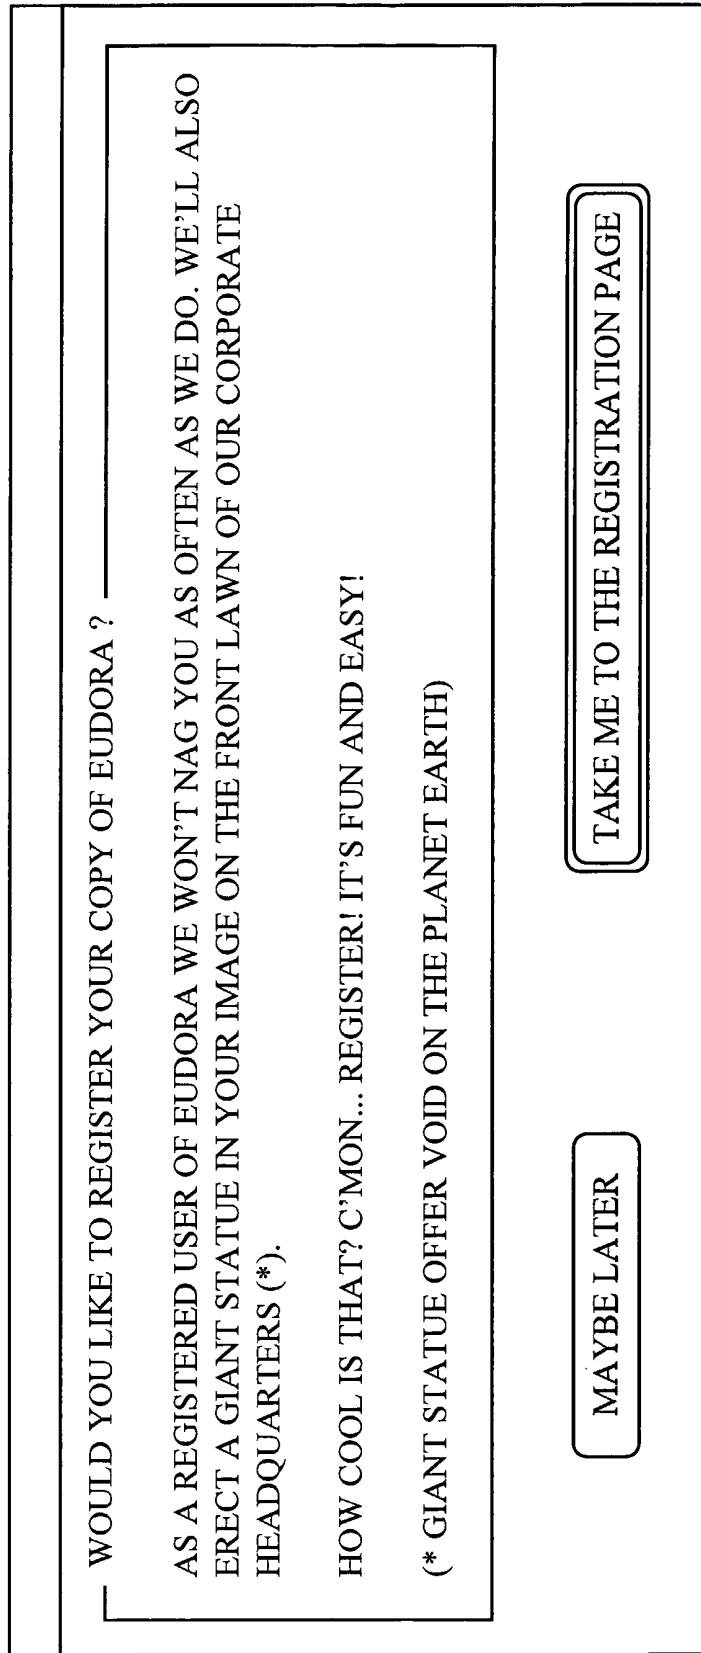 WOULD YOU LIKE TO REGISTER YOUR COPY OF EUDORA ?
AS A REGISTERED USER OF EUDORA WE WON'T NAG YOU AS OFTEN AS WE DO. WE'LL ALSO
ERECT A GIANT STATUE IN YOUR IMAGE ON THE FRONT LAWN OF OUR CORPORATE
HEADQUARTERS (*).
HOW COOL IS THAT? C'MON... REGISTER! IT'S FUN AND EASY!
(* GIANT STATUE OFFER VOID ON THE PLANET EARTH)
MAYBE LATER
TAKE ME TO THE REGISTRATION PAGE